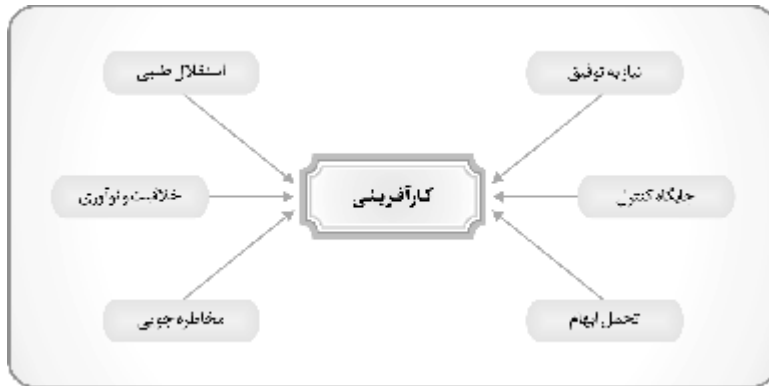 نیاز به توفیق
استقلال طلبی
جایگاه کنترل
کارآفرینی
خلاقیت و نوآوری
تحمل ابهام
مخاطره جویی